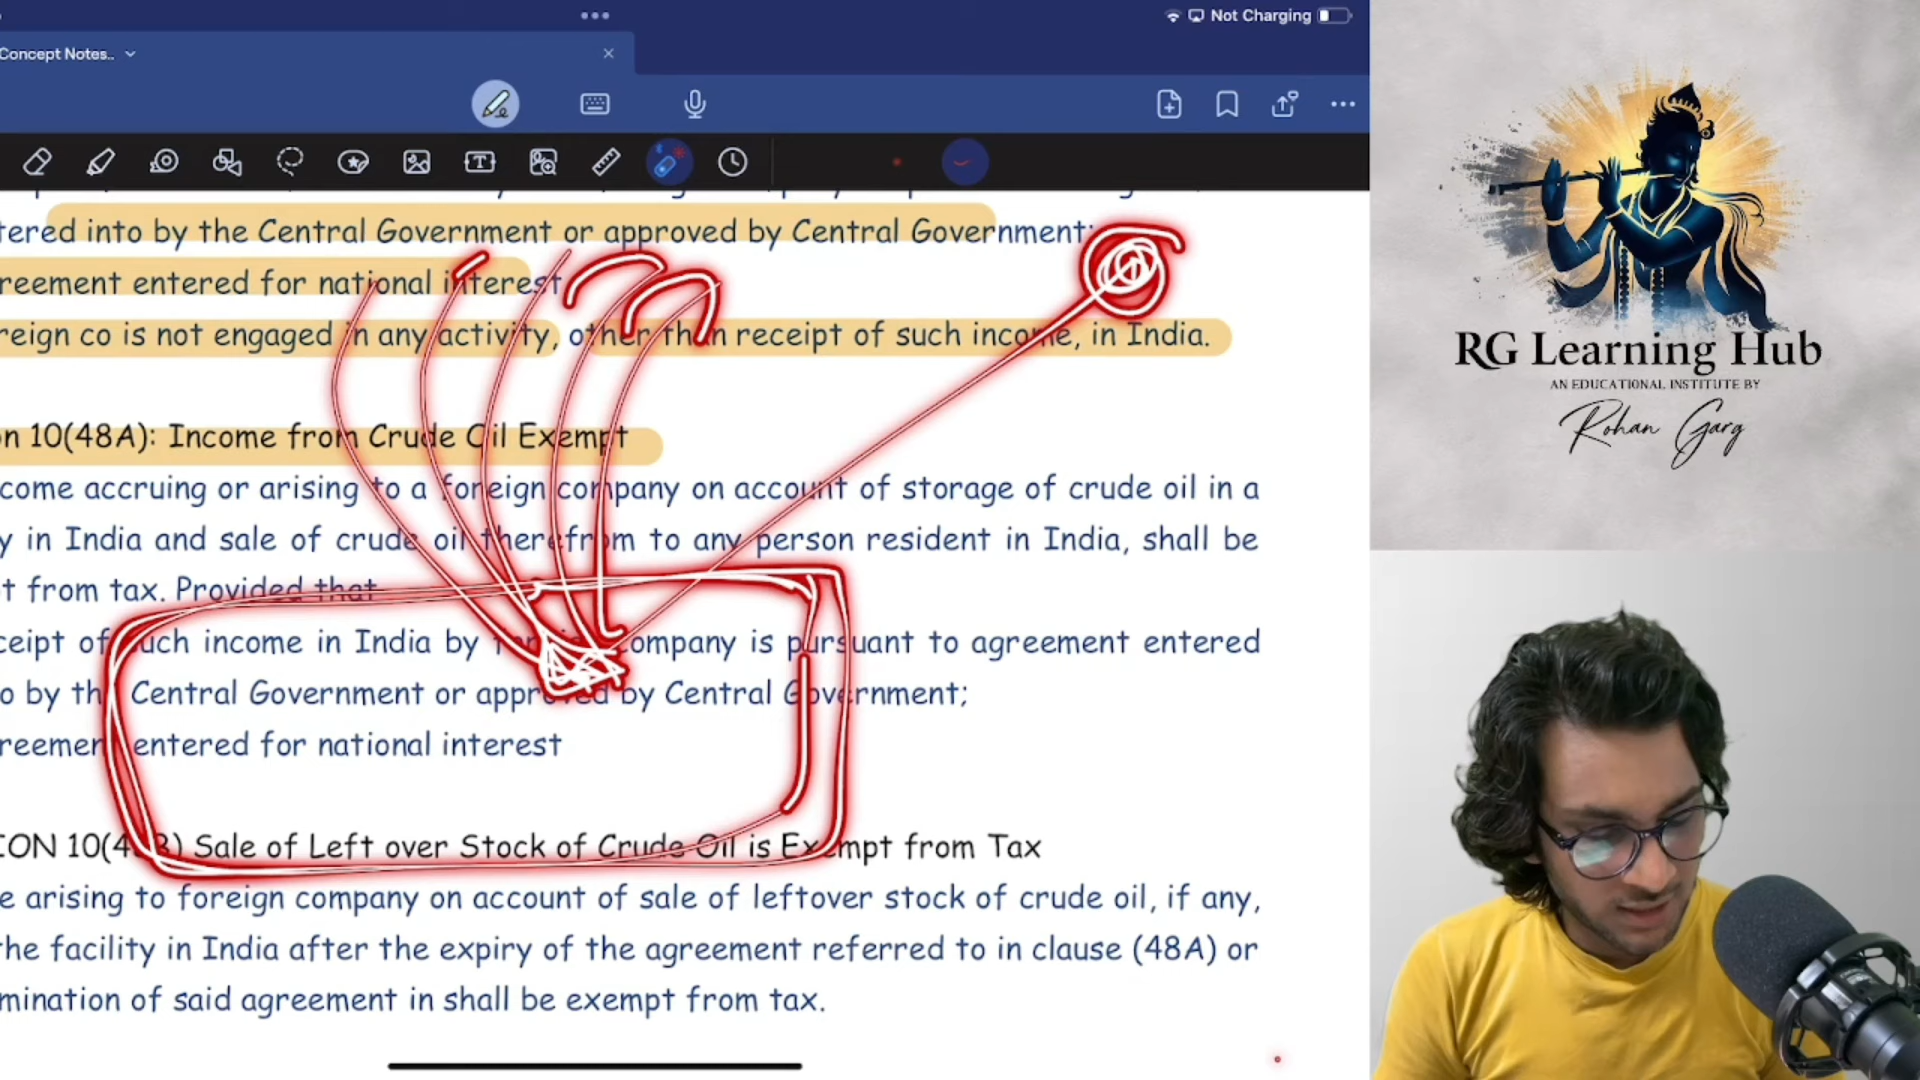 Not Charging
Concept Notes..
tered into by the Central Government or approved by Central Government;
reement entered for national interest
reign co is not engaged in any activity, other than receipt of such income, in India.
n 10(48A): Income from Crude Oil Exempt
come accruing or arising to a foreign company on account of storage of crude oil in a
y in India and sale of crude oil therefrom to any person resident in India, shall be
t from tax. Provided that
ceipt of such income in India by foreign company is pursuant to agreement entered
o by the Central Government or approved by Central Government;
reement entered for national interest
ION 10(48B) Sale of Left over Stock of Crude Oil is Exempt from Tax
e arising to foreign company on account of sale of leftover stock of crude oil, if any,
the facility in India after the expiry of the agreement referred to in clause (48A) or
mination of said agreement in shall be exempt from tax.
RG Learning Hub
AN EDUCATIONAL INSTITUTE BY
Rohan Garg